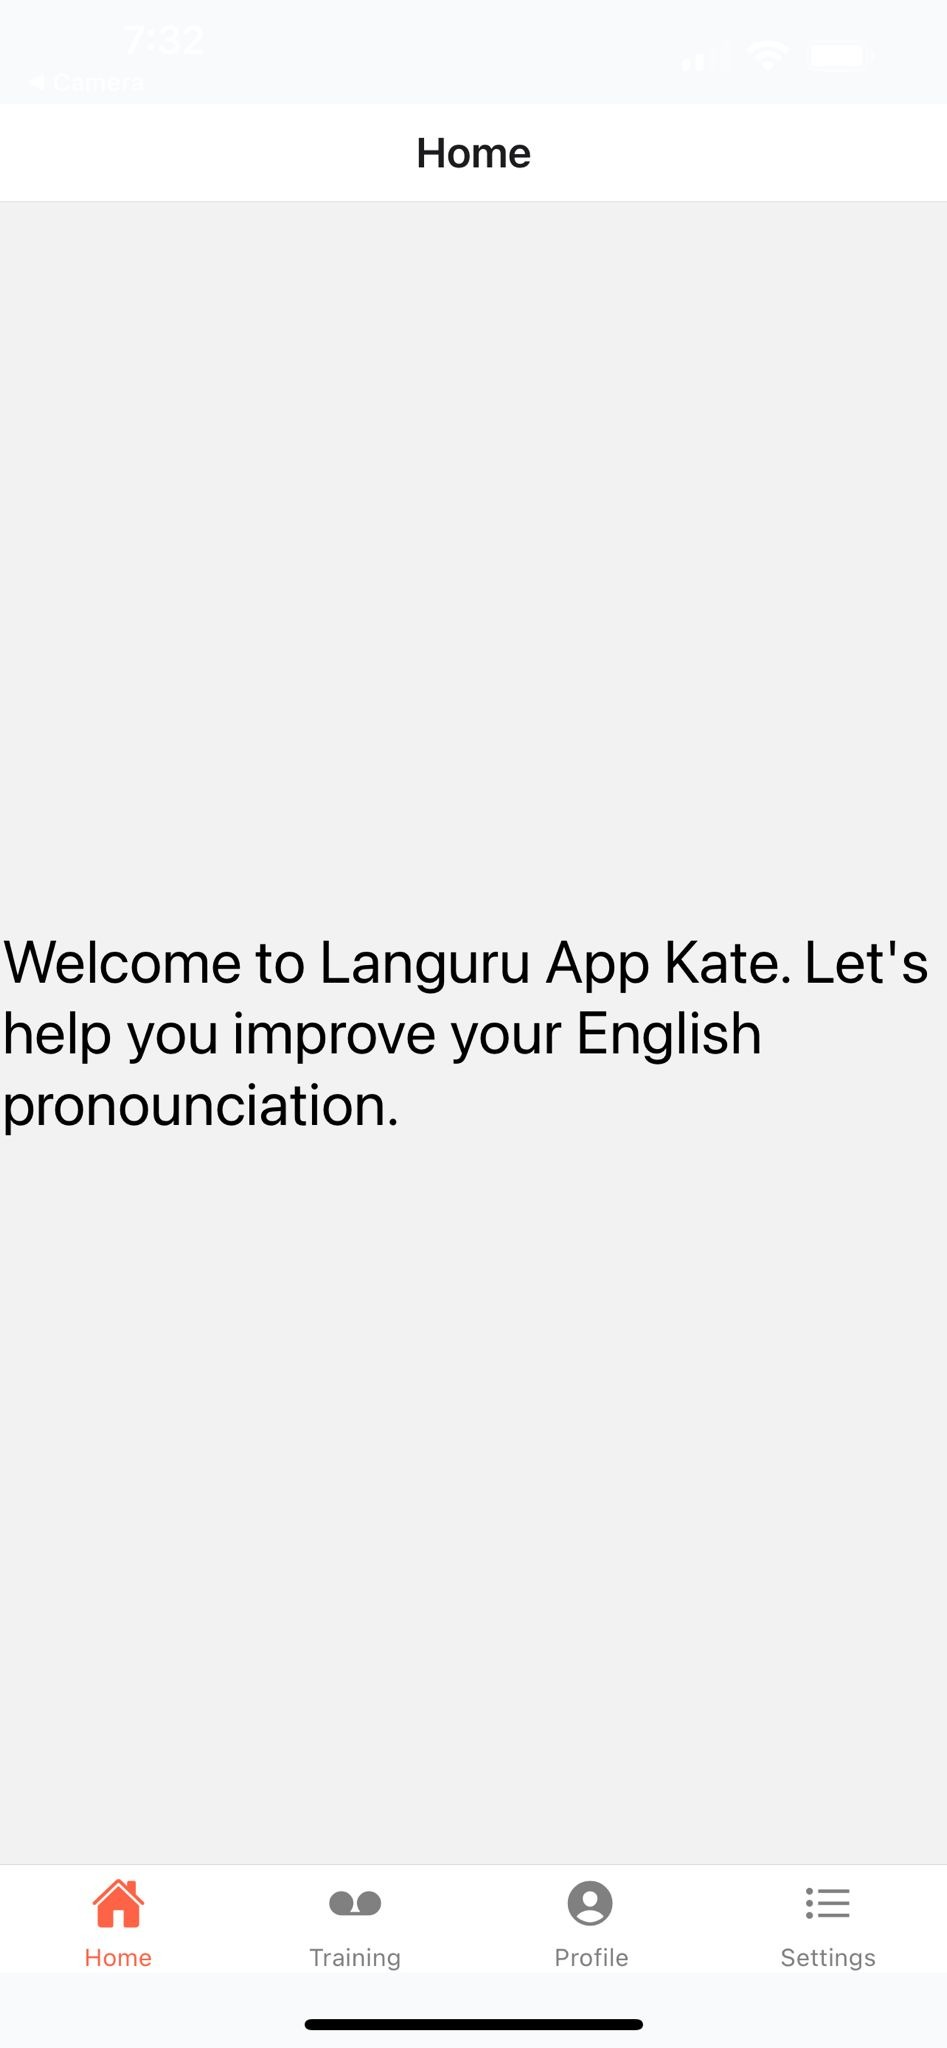 7:32
◀ Camera
Home
Welcome to Languru App Kate. Let's
help you improve your English
pronounciation.
Home
Training
Profile
Settings